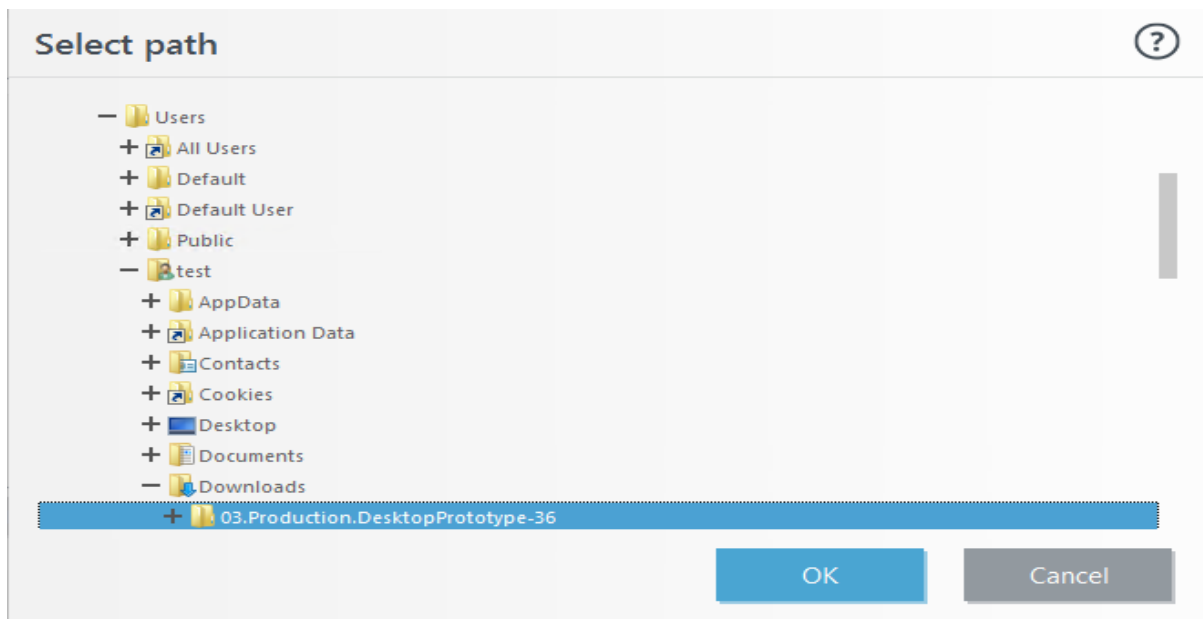 Select path
?
Users
All Users
Default
Default User
Public
test
AppData
Application Data
Contacts
Cookies
Desktop
Documents
Downloads
03.Production.DesktopPrototype-36
OK Cancel